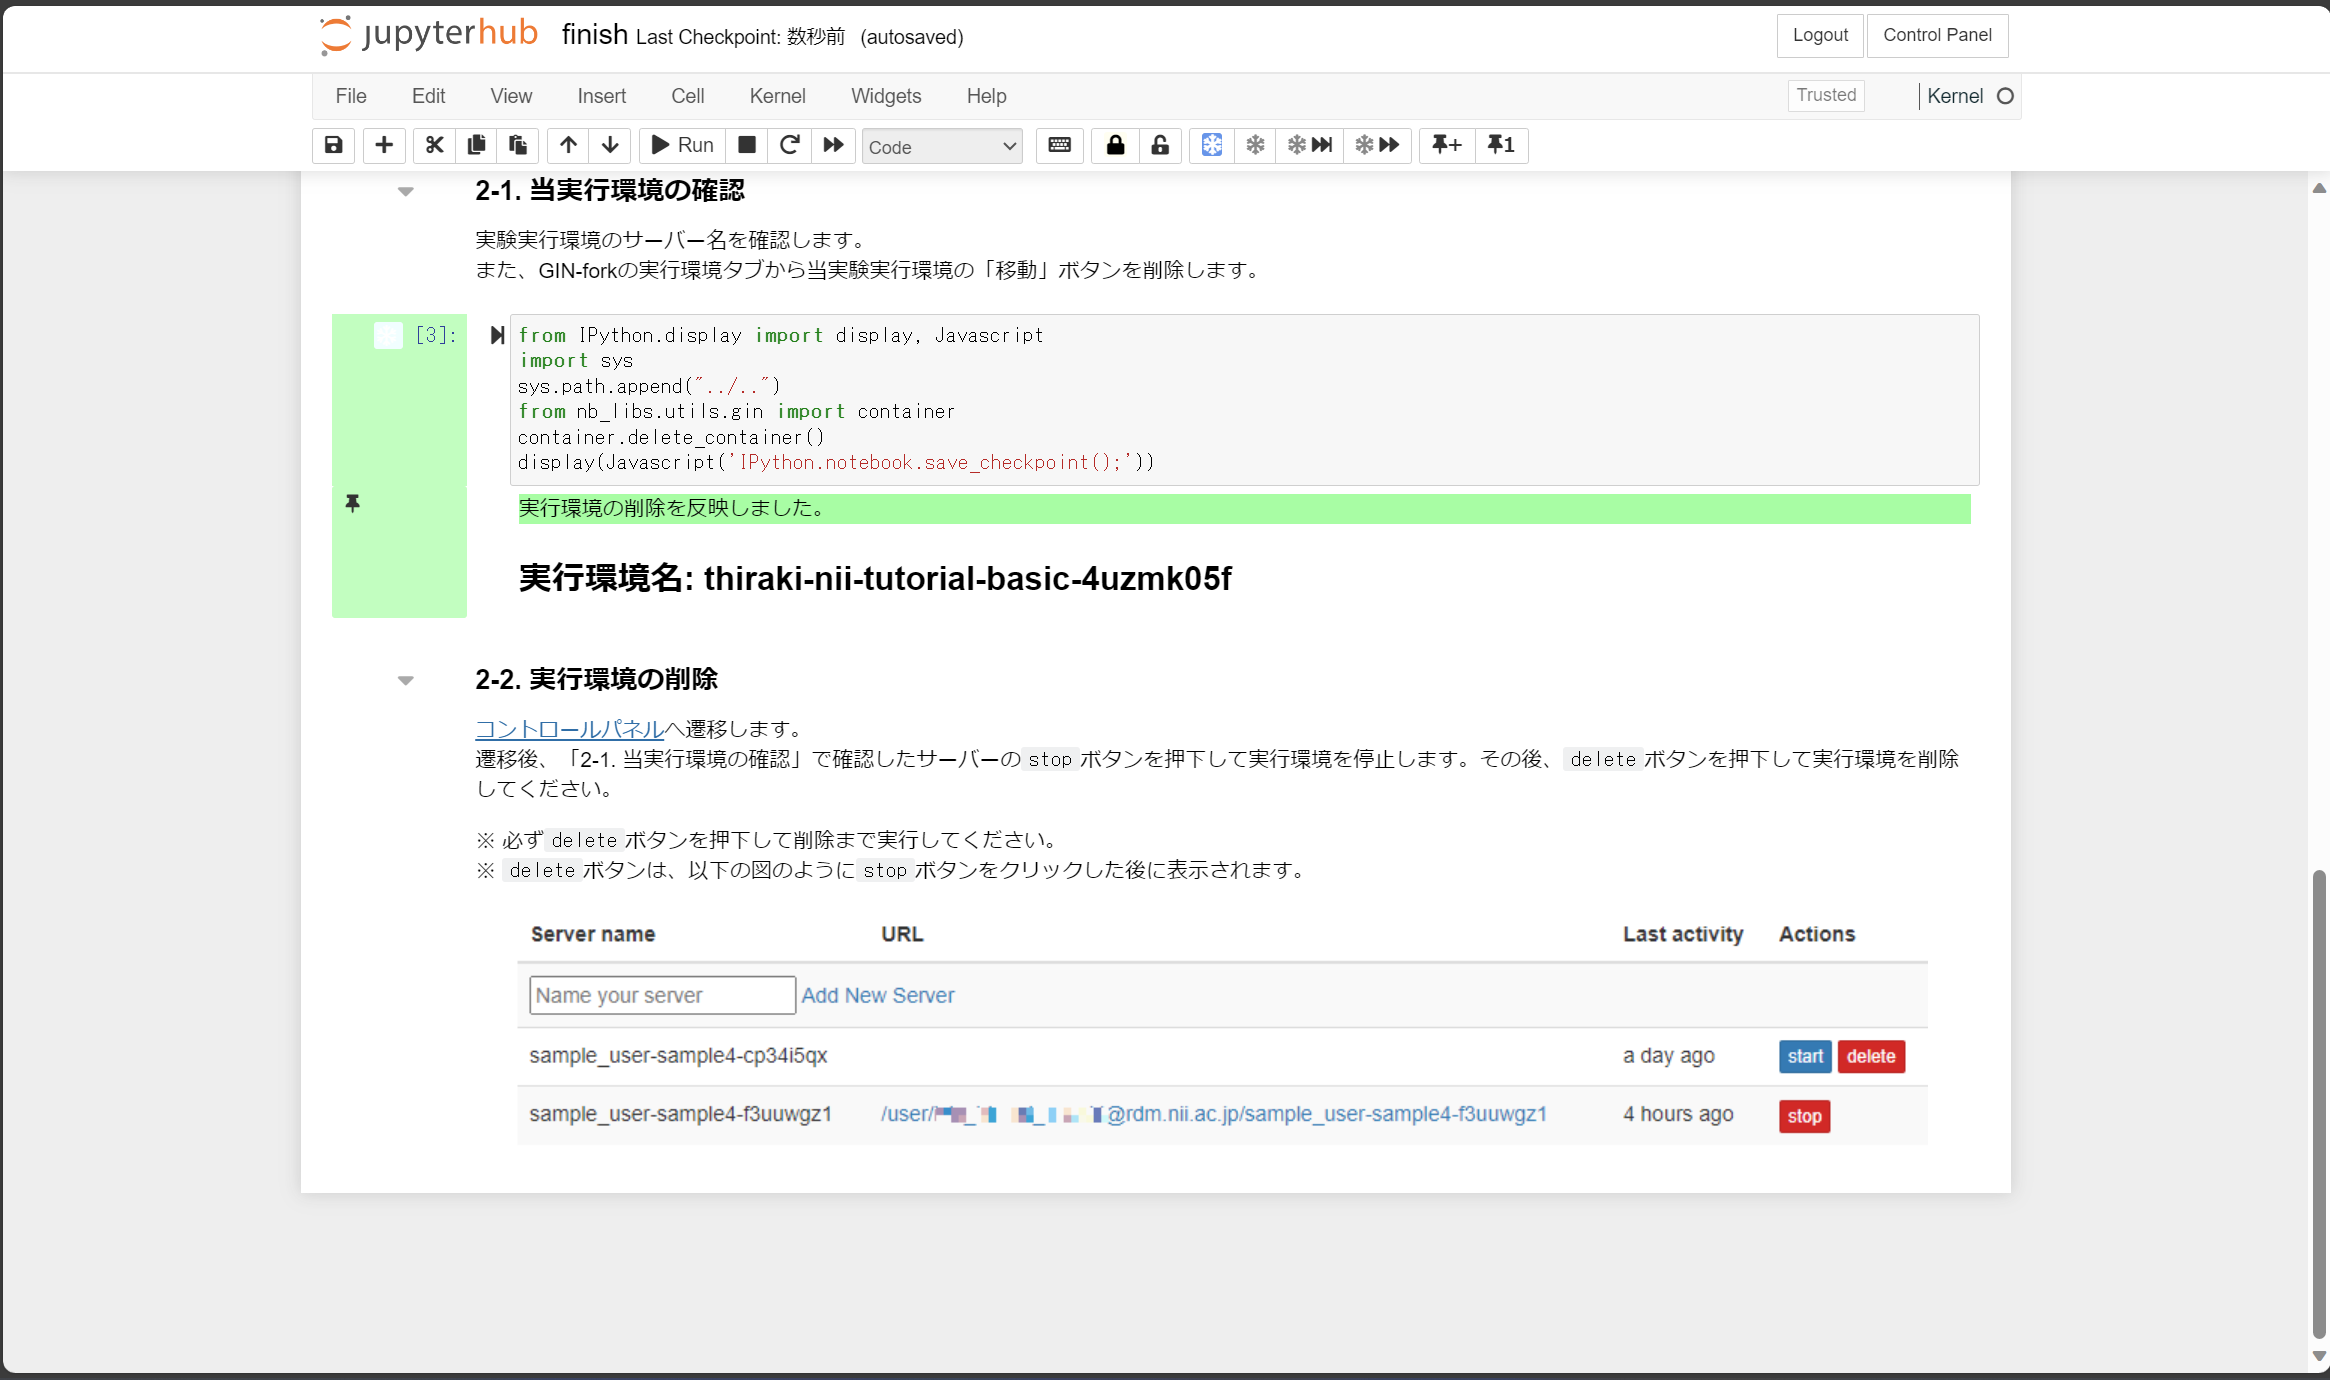 jupyterhub finish Last Checkpoint: 数秒前 (autosaved) Logout Control Panel
File Edit View Insert Cell Kernel Widgets Help Trusted Kernel
Run Code +1
2-1. 当実行環境の確認
実験実行環境のサーバー名を確認します。
また、GIN-forkの実行環境タブから当実験実行環境の「移動」ボタンを削除します。
[3]: from IPython.display import display, Javascript
import sys
sys.path.append("../..")
from nb_libs.utils.gin import container
container.delete_container()
display(Javascript('IPython.notebook.save_checkpoint();'))
実行環境の削除を反映しました。
実行環境名: thiraki-nii-tutorial-basic-4uzmk05f
2-2. 実行環境の削除
コントロールパネルへ遷移します。
遷移後、「2-1. 当実行環境の確認」で確認したサーバーの stop ボタンを押下して実行環境を停止します。その後、 delete ボタンを押下して実行環境を削除
してください。
※ 必ず delete ボタンを押下して削除まで実行してください。
※ delete ボタンは、以下の図のように stop ボタンをクリックした後に表示されます。
Server name URL Last activity Actions
Name your server Add New Server
sample_user-sample4-cp34i5qx a day ago start delete
sample_user-sample4-f3uuwgz1 /user/ @rdm.nii.ac.jp/sample_user-sample4-f3uuwgz1 4 hours ago stop